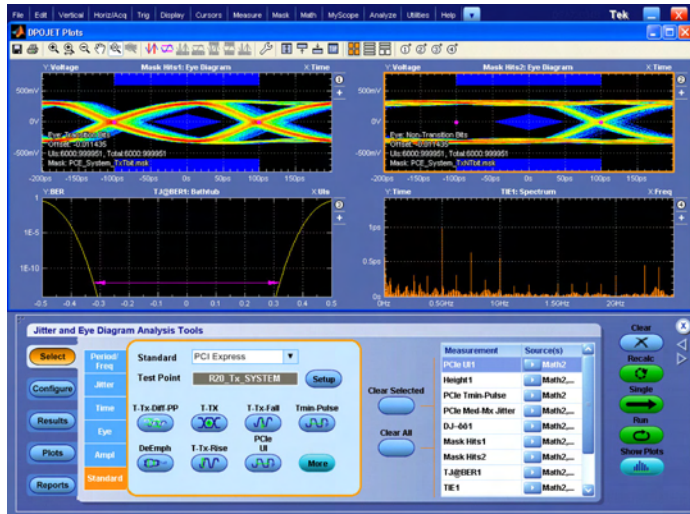 File Edit Vertical Horiz/Acq Trig Display Cursors Measure Mask Math MyScope Analyze Utilities Help Tek
DPOJET Plots
Y: Voltage Mask Hits1: Eye Diagram X: Time
500mV
0V
-500mV
Eye: Transition Bits
Offset: -0.011435
UIs:6000:999951, Total:6000:999951
Mask: PCE_System_TxTbit.msk
-200ps -150ps -100ps -50ps 0s 50ps 100ps 150ps
1
Y: Voltage Mask Hits2: Eye Diagram X: Time
500mV
0V
-500mV
Eye: Non-Transition Bits
Offset: -0.011435
UIs:6000:999951, Total:6000:999951
Mask: PCE_System_TxNTbit.msk
-200ps -150ps -100ps -50ps 0s 50ps 100ps 150ps
2
Y:BER TJ@BER1: Bathtub X:UIs
1
1E-5
1E-10
-0.5 -0.4 -0.3 -0.2 -0.1 0.0 0.1 0.2 0.3 0.4 0.5
3
Y:Time TIE1: Spectrum X:Freq
1ps
0.5ps
0s
0Hz 0.5GHz 1GHz 1.5GHz 2GHz
4
Jitter and Eye Diagram Analysis Tools
Select
Configure
Results
Plots
Reports
Period/ Freq
Jitter
Time
Eye
Ampl
Standard
Standard PCI Express
Test Point R20_Tx_SYSTEM Setup
T-Tx-Diff-PP T-TX T-Tx-Fall Tmin-Pulse
DeEmph T-Tx-Rise PCIe UI More
Clear Selected
Clear All
Measurement Source(s)
PCIe UI1 Math2
Height1 Math2,...
PCIe Tmin-Pulse Math2
PCIe Med-Mx Jitter Math2
DJ-δδ1 Math2,...
Mask Hits1 Math2,...
Mask Hits2 Math2,...
TJ@BER1 Math2,...
TIE1 Math2,...
Clear
Recalc
Single
Run
Show Plots